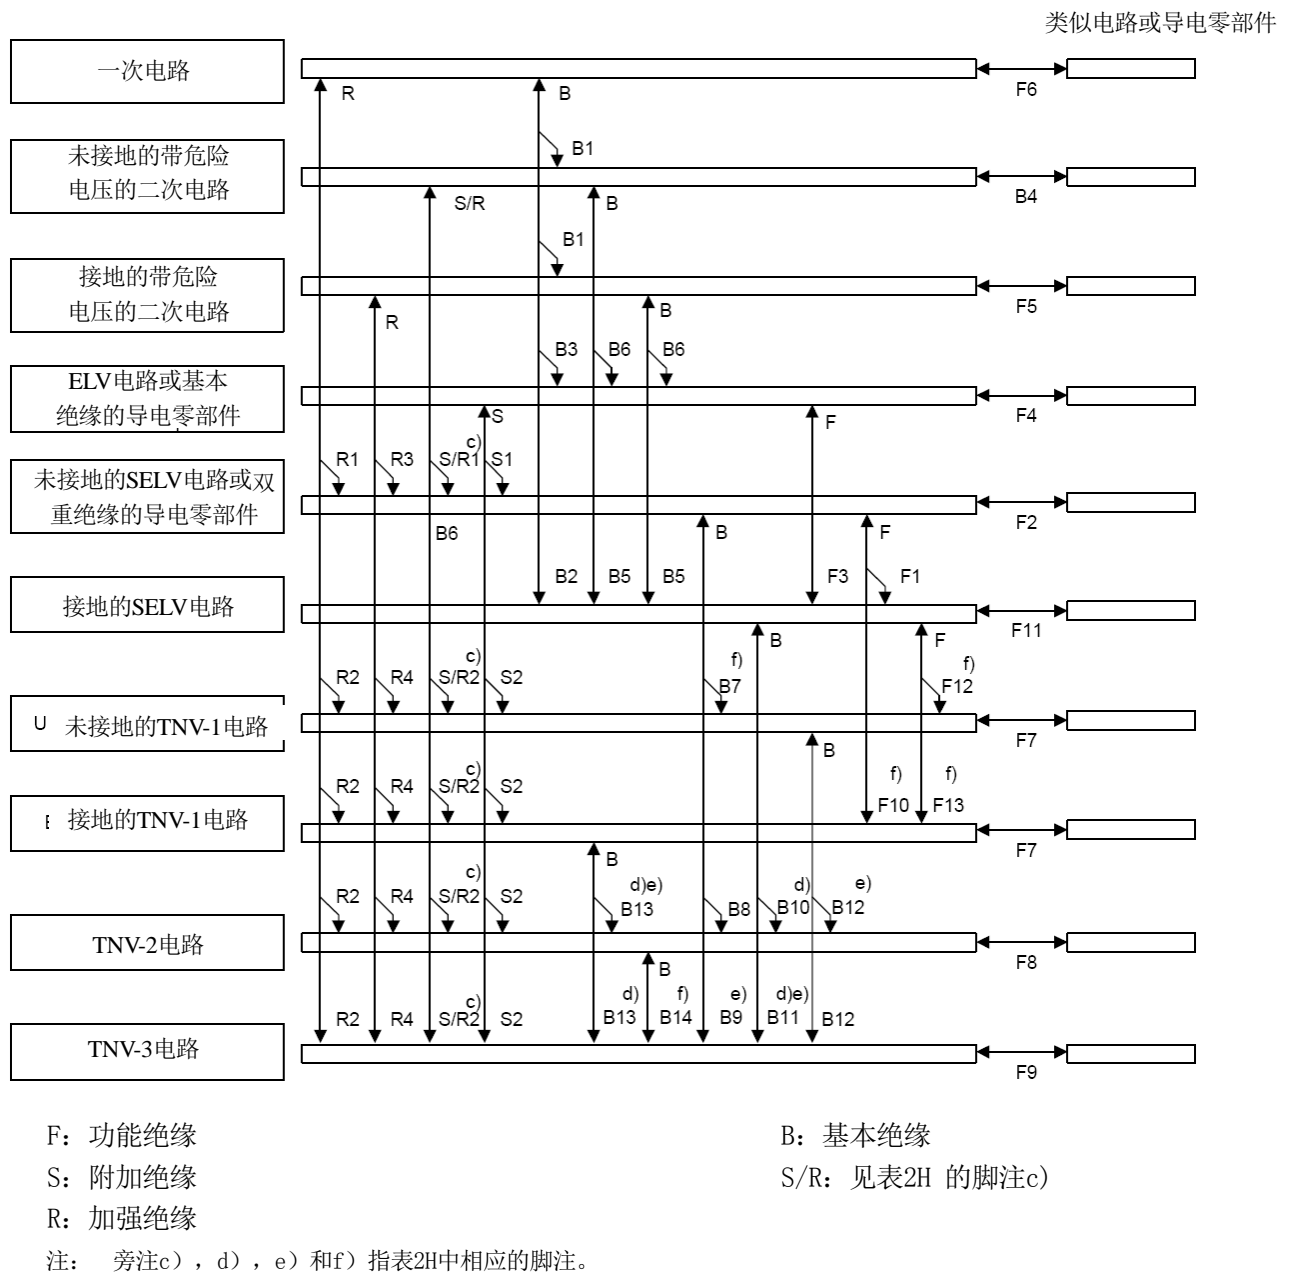 类似电路或导电零部件
一次电路
R
B
F6
B1
未接地的带危险
电压的二次电路
S/R
B
B4
B1
接地的带危险
电压的二次电路
R
B
F5
B3
B6
B6
ELV电路或基本
绝缘的导电零部件
S
F
F4
c)
R1
R3
S/R1
S1
未接地的SELV电路或双
重绝缘的导电零部件
B6
B
F
F2
B2
B5
B5
F3
F1
接地的SELV电路
B
F
F11
c)
f)
f)
R2
R4
S/R2
S2
B7
F12
U 未接地的TNV-1电路
B
F7
c)
f)
f)
R2
R4
S/R2
S2
F10
F13
接地的TNV-1电路
B
F7
c)
d)e)
d)
e)
R2
R4
S/R2
S2
B13
B8
B10
B12
TNV-2电路
B
F8
c)
d)
f)
e)
d)e)
R2
R4
S/R2
S2
B13
B14
B9
B11
B12
TNV-3电路
F9
F：功能绝缘
B：基本绝缘
S：附加绝缘
S/R：见表2H 的脚注c)
R：加强绝缘
注： 旁注c），d），e）和f）指表2H中相应的脚注。